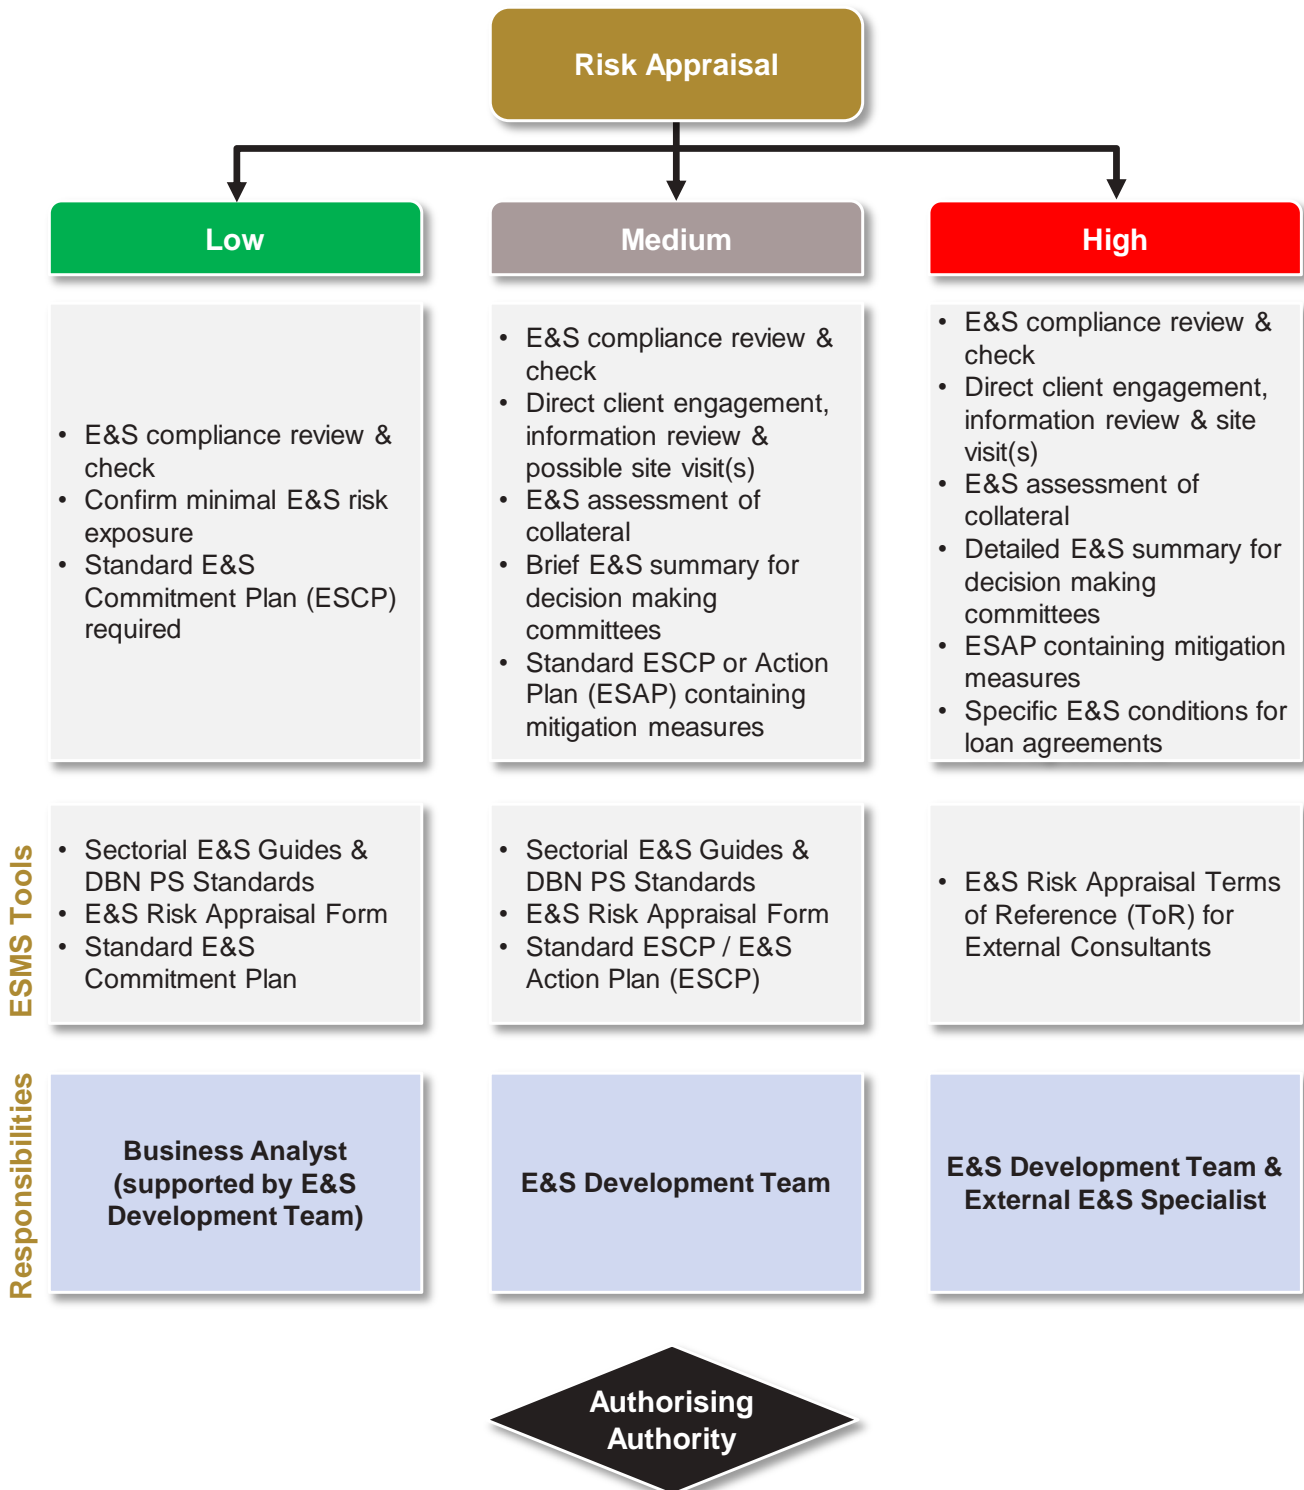 Risk Appraisal
Low
Medium
High
• E&S compliance review &
check
• Confirm minimal E&S risk
exposure
• Standard E&S
Commitment Plan (ESCP)
required
• E&S compliance review &
check
• Direct client engagement,
information review &
possible site visit(s)
• E&S assessment of
collateral
• Brief E&S summary for
decision making
committees
• Standard ESCP or Action
Plan (ESAP) containing
mitigation measures
• E&S compliance review &
check
• Direct client engagement,
information review & site
visit(s)
• E&S assessment of
collateral
• Detailed E&S summary for
decision making
committees
• ESAP containing mitigation
measures
• Specific E&S conditions for
loan agreements
ESMS Tools
• Sectorial E&S Guides &
DBN PS Standards
• E&S Risk Appraisal Form
• Standard E&S
Commitment Plan
• Sectorial E&S Guides &
DBN PS Standards
• E&S Risk Appraisal Form
• Standard ESCP / E&S
Action Plan (ESCP)
• E&S Risk Appraisal Terms
of Reference (ToR) for
External Consultants
Responsibilities
Business Analyst
(supported by E&S
Development Team)
E&S Development Team
E&S Development Team &
External E&S Specialist
Authorising
Authority